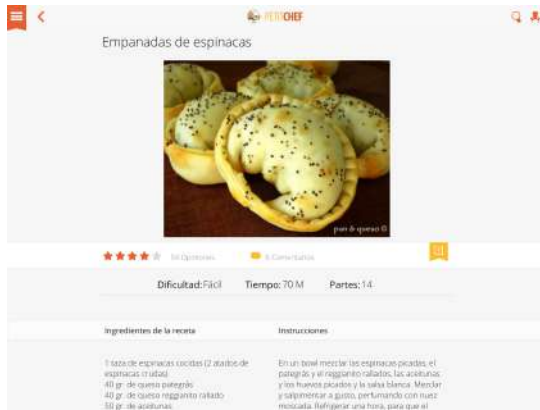 PETITCHEF
Empanadas de espinacas
pan & queso ©
Opiniones
Comentarios
Dificultad: Fácil Tiempo: 70 M Partes: 14
Ingredientes de la receta
Instrucciones
1 taza de espinacas cocidas (2 atados de
espinacas crudas)
40 gr. de queso pategrás
40 gr. de queso reggianito rallado
50 gr. de aceitunas
En un bowl mezclar las espinacas picadas, el
pategrás y el reggianito rallados, las aceitunas
y los huevos picados y la salsa blanca. Mezclar
y salpimentar a gusto, perfumando con nuez
moscada. Refrigerar una hora, para que el